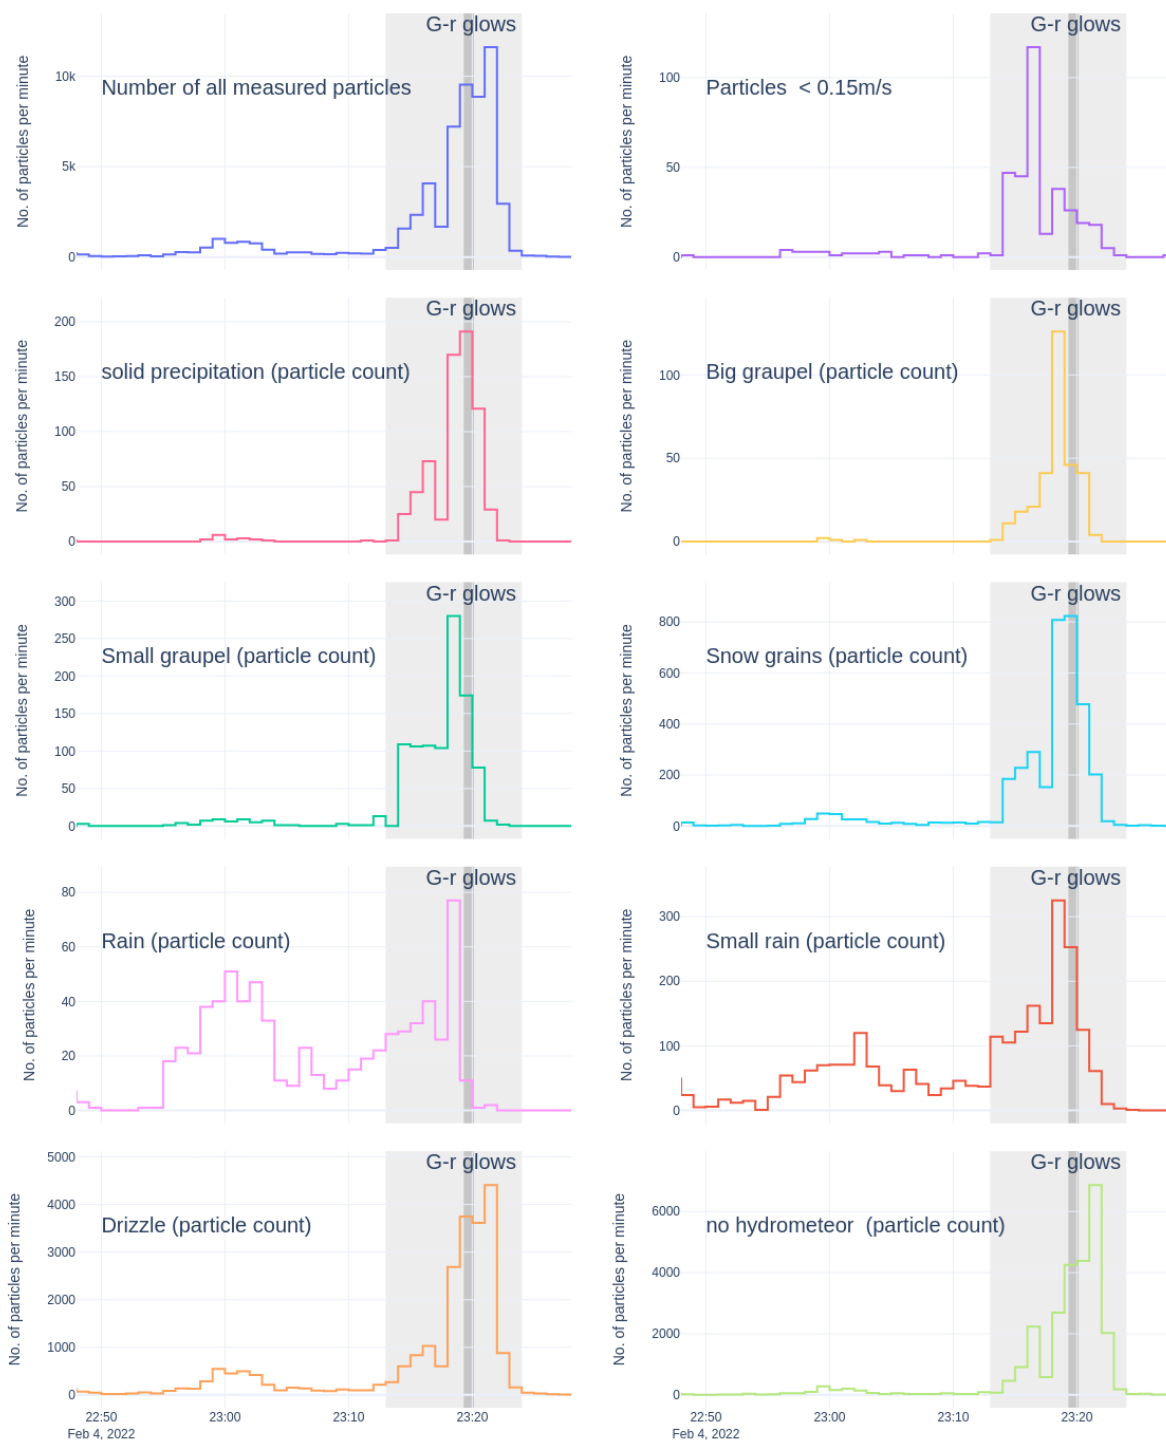 G-r glows
No. of particles per minute
Number of all measured particles
10k
5k
0
G-r glows
No. of particles per minute
Particles  < 0.15m/s
100
50
0
G-r glows
No. of particles per minute
solid precipitation (particle count)
200
150
100
50
0
G-r glows
No. of particles per minute
Big graupel (particle count)
100
50
0
G-r glows
No. of particles per minute
Small graupel (particle count)
300
250
200
150
100
50
0
G-r glows
No. of particles per minute
Snow grains (particle count)
800
600
400
200
0
G-r glows
No. of particles per minute
Rain (particle count)
80
60
40
20
0
G-r glows
No. of particles per minute
Small rain (particle count)
300
200
100
0
G-r glows
No. of particles per minute
Drizzle (particle count)
5000
4000
3000
2000
1000
0
22:50 23:00 23:10 23:20
Feb 4, 2022
G-r glows
No. of particles per minute
no hydrometeor  (particle count)
6000
4000
2000
0
22:50 23:00 23:10 23:20
Feb 4, 2022